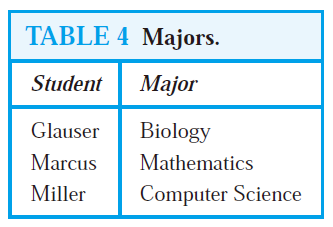 TABLE 4 Majors.
Student Major
Glauser Biology
Marcus Mathematics
Miller Computer Science